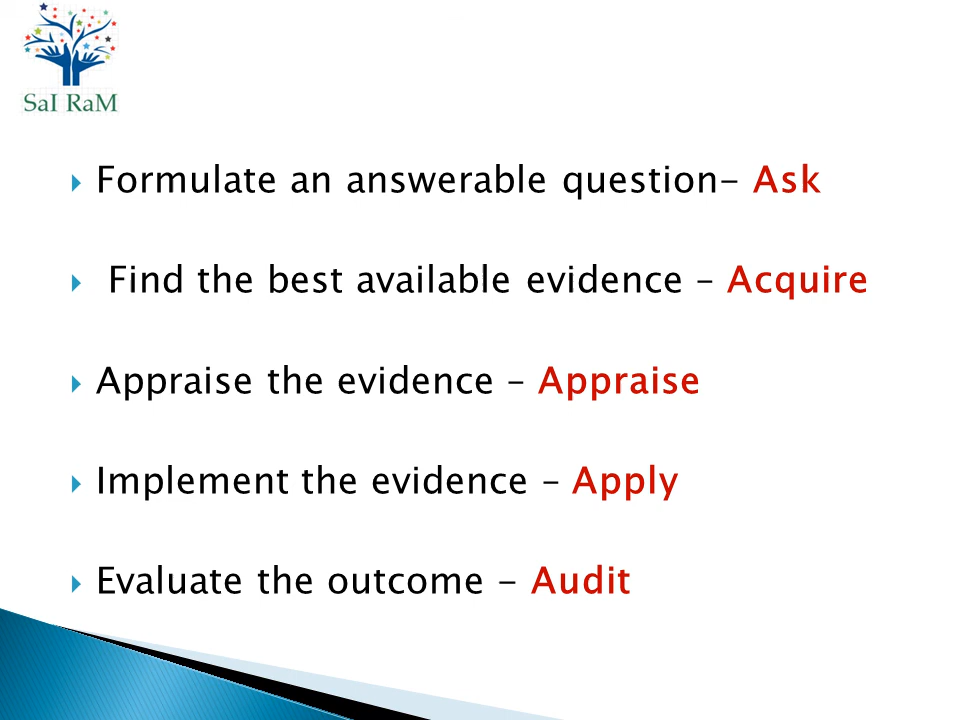 SaI RaM
Formulate an answerable question- Ask
Find the best available evidence – Acquire
Appraise the evidence – Appraise
Implement the evidence – Apply
Evaluate the outcome - Audit